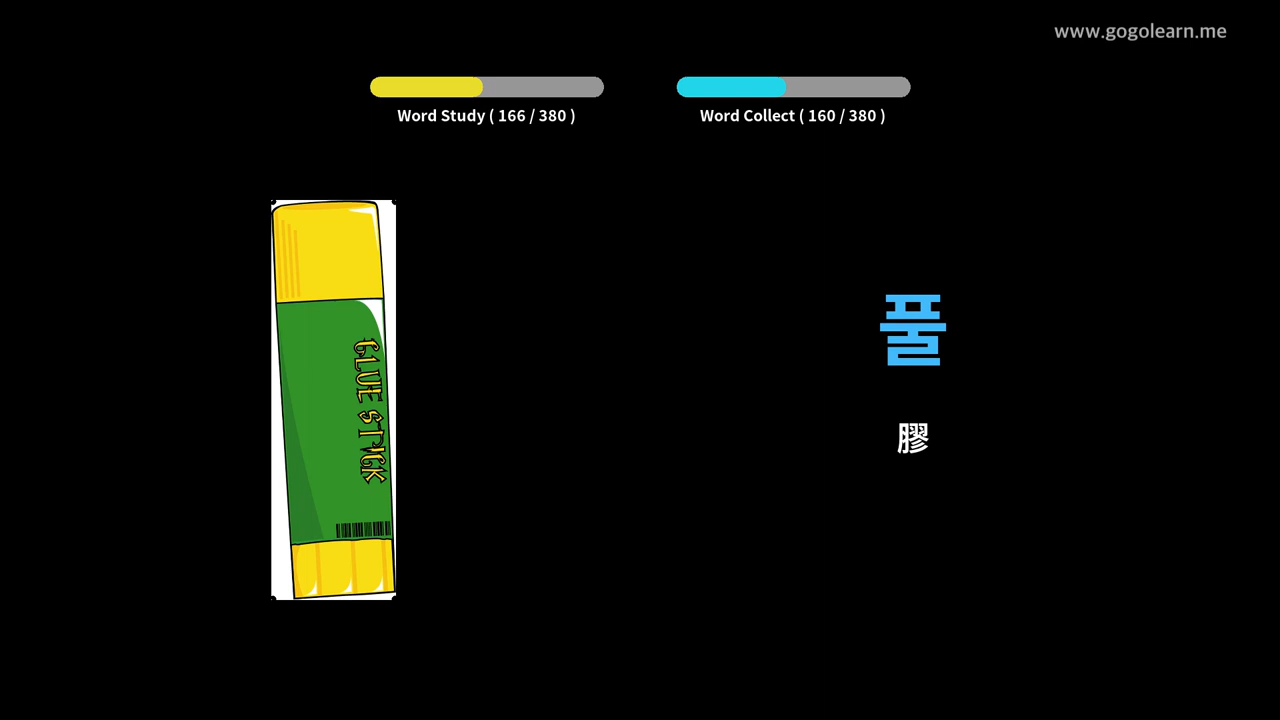 www.gogolearn.me
Word Study ( 166 / 380 )
Word Collect ( 160 / 380 )
GLUE STICK
풀
膠